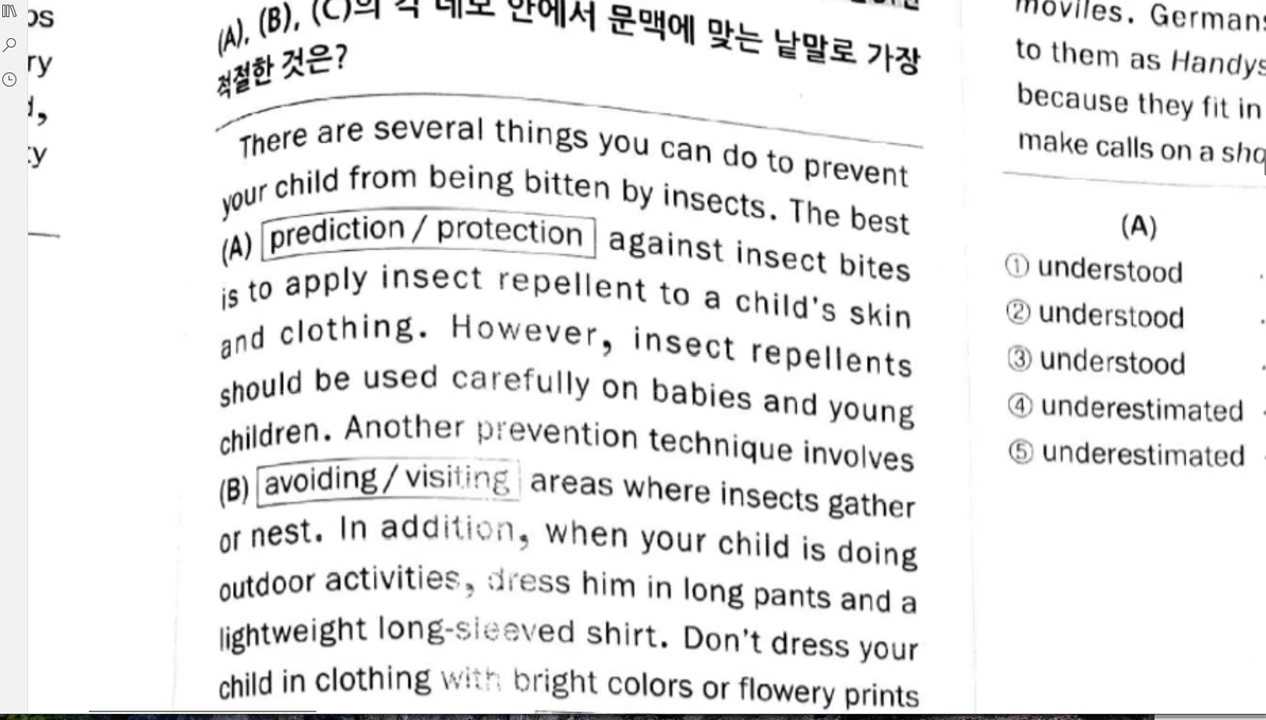 os
ry
d,
ty
(A), (B), (C)의 각 네모 안에서 문맥에 맞는 낱말로 가장
적절한 것은?
There are several things you can do to prevent
your child from being bitten by insects. The best
(A) prediction / protection against insect bites
is to apply insect repellent to a child's skin
and clothing. However, insect repellents
should be used carefully on babies and young
children. Another prevention technique involves
(B) avoiding / visiting areas where insects gather
or nest. In addition, when your child is doing
outdoor activities, dress him in long pants and a
lightweight long-sleeved shirt. Don't dress your
child in clothing with bright colors or flowery prints
moviles. Germans
to them as Handys
because they fit in
make calls on a
(A)
① understood
② understood
③ understood
④ underestimated
⑤ underestimated